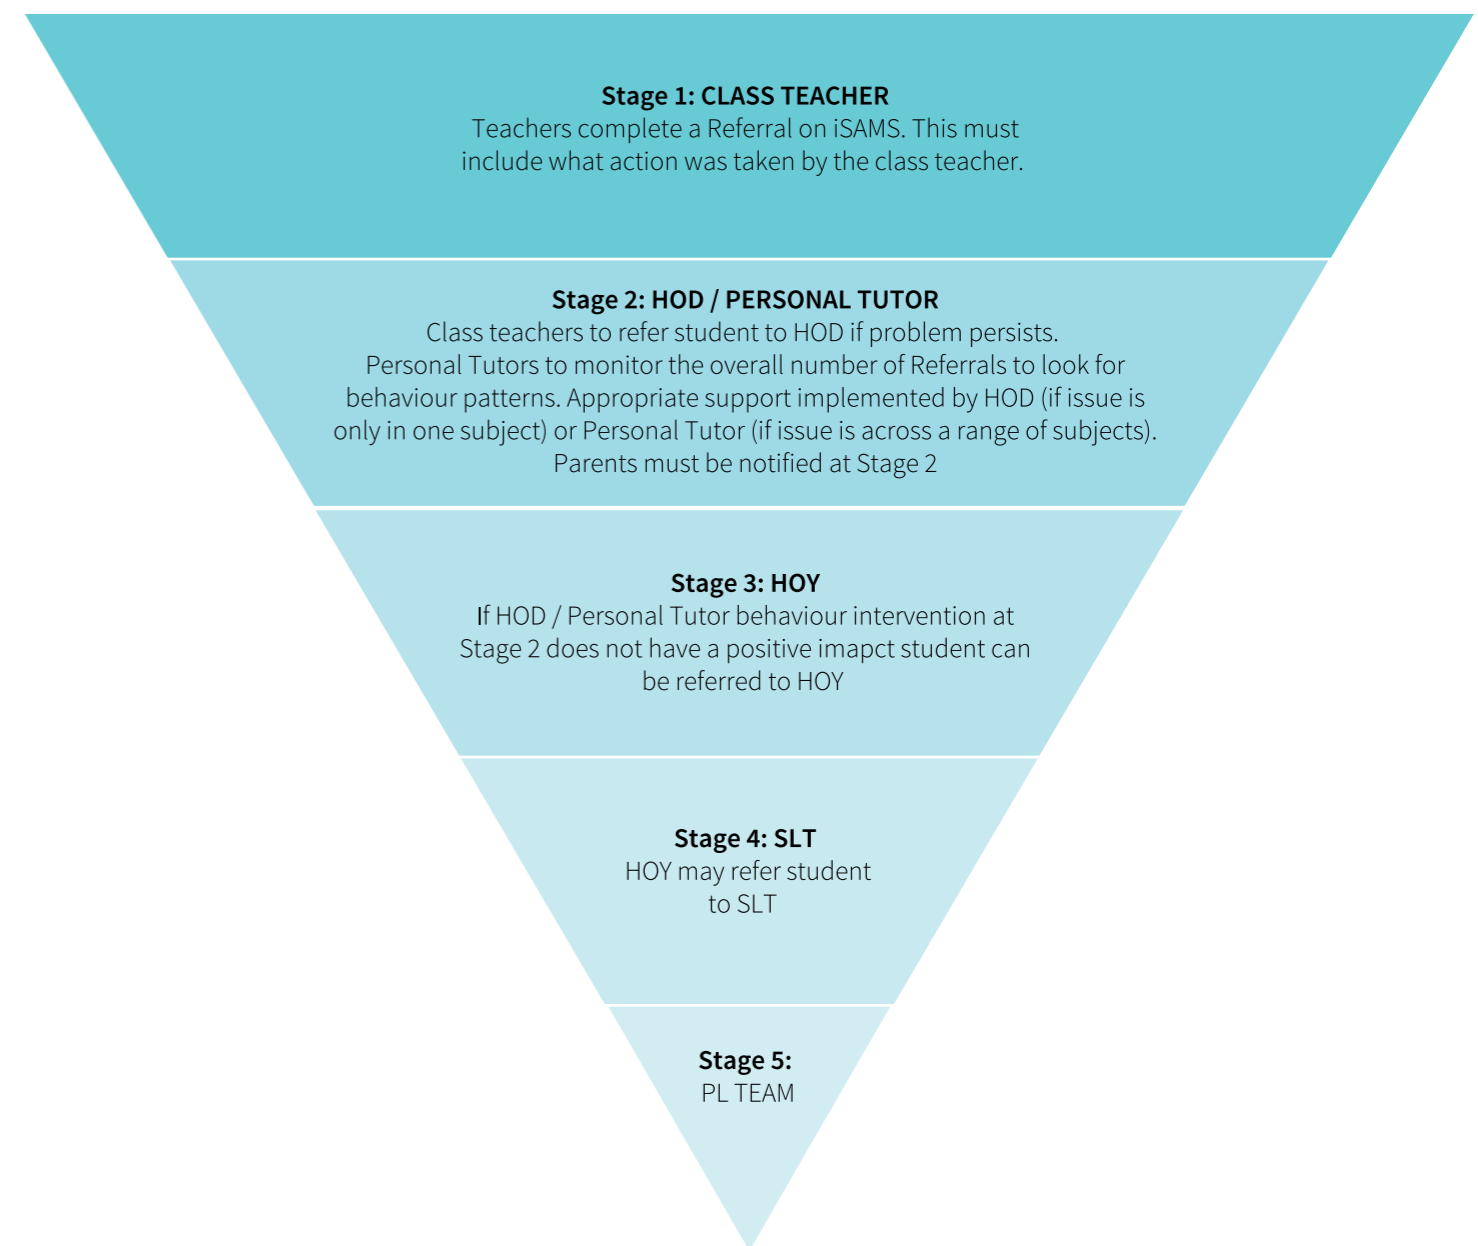 Stage 1: CLASS TEACHER
Teachers complete a Referral on iSAMS. This must
include what action was taken by the class teacher.
Stage 2: HOD / PERSONAL TUTOR
Class teachers to refer student to HOD if problem persists.
Personal Tutors to monitor the overall number of Referrals to look for
behaviour patterns. Appropriate support implemented by HOD (if issue is
only in one subject) or Personal Tutor (if issue is across a range of subjects).
Parents must be notified at Stage 2
Stage 3: HOY
If HOD / Personal Tutor behaviour intervention at
Stage 2 does not have a positive imapct student can
be referred to HOY
Stage 4: SLT
HOY may refer student
to SLT
Stage 5:
PL TEAM